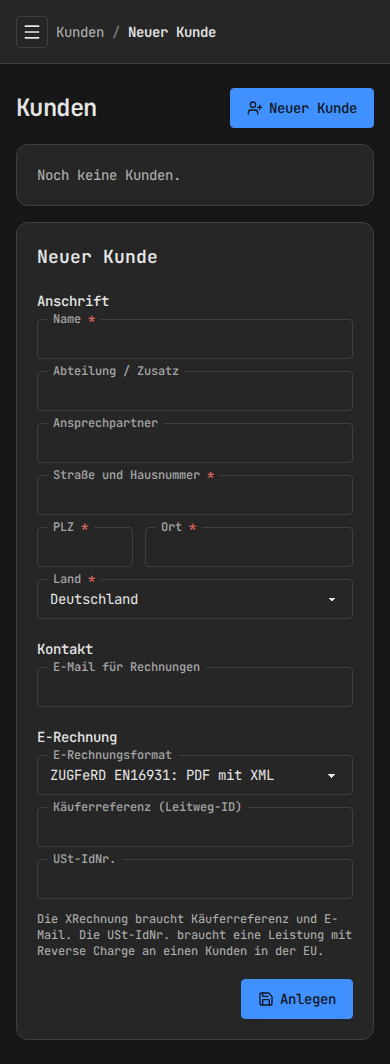 Kunden / Neuer Kunde
Kunden
Neuer Kunde
Noch keine Kunden.
Neuer Kunde
Anschrift
Name *
Abteilung / Zusatz
Ansprechpartner
Straße und Hausnummer *
PLZ * Ort *
Land *
Deutschland
Kontakt
E-Mail für Rechnungen
E-Rechnung
E-Rechnungsformat
ZUGFeRD EN16931: PDF mit XML
Käuferreferenz (Leitweg-ID)
USt-IdNr.
Die XRechnung braucht Käuferreferenz und E-
Mail. Die USt-IdNr. braucht eine Leistung mit
Reverse Charge an einen Kunden in der EU.
Anlegen